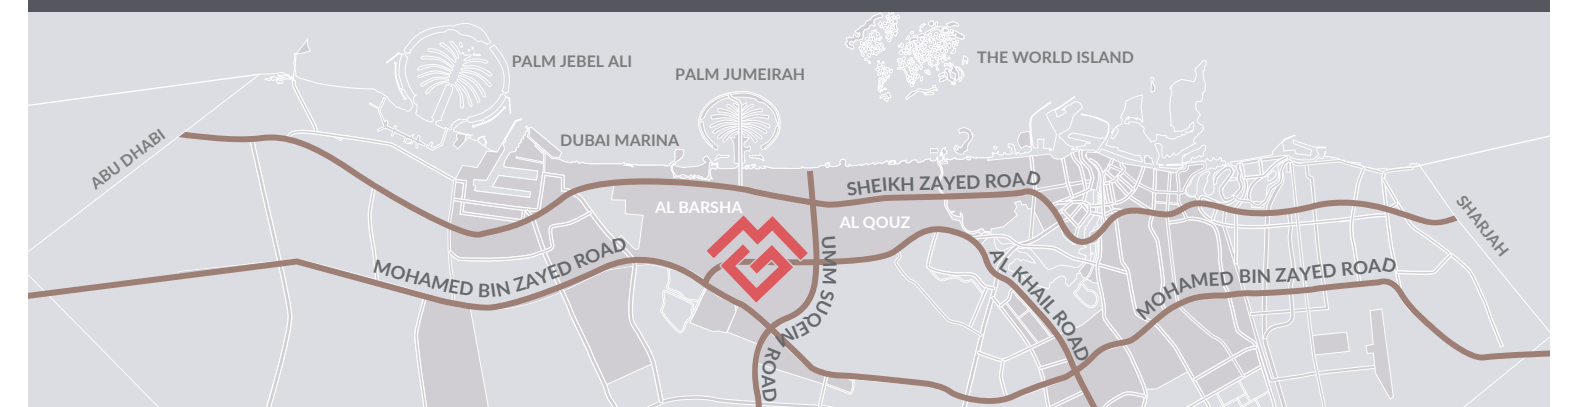 THE WORLD ISLAND
PALM JEBEL ALI
PALM JUMEIRAH
DUBAI MARINA
ABU DHABI
SHEIKH ZAYED ROAD
AL BARSHA
AL QOUZ
SHARJAH
MOHAMED BIN ZAYED ROAD
UMM SUQEIM ROAD
AL KHAIL ROAD
MOHAMED BIN ZAYED ROAD